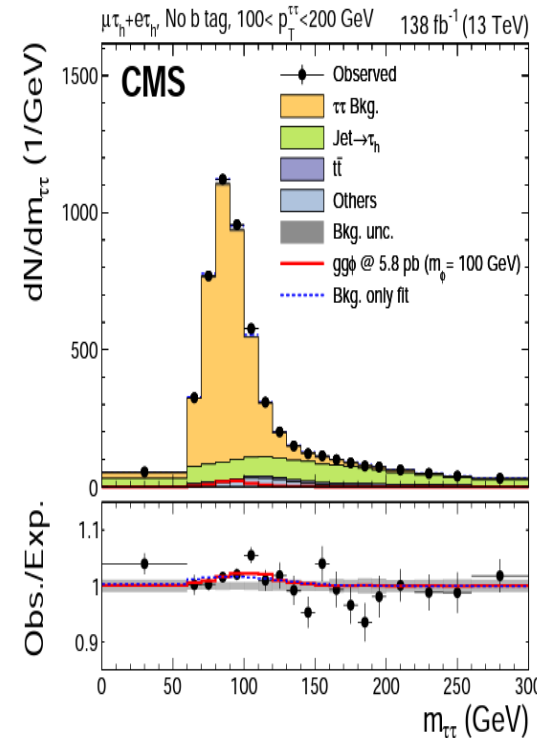 μτh+eτh, No b tag, 100< pTττ<200 GeV 138 fb-1 (13 TeV)
CMS
Observed
ττ Bkg.
Jet→τh
tt̄
Others
Bkg. unc.
ggϕ @ 5.8 pb (mϕ= 100 GeV)
Bkg. only fit
dN/dmττ (1/GeV)
1500
1000
500
0
Obs./Exp.
1.1
1
0.9
0 50 100 150 200 250 300
mττ (GeV)